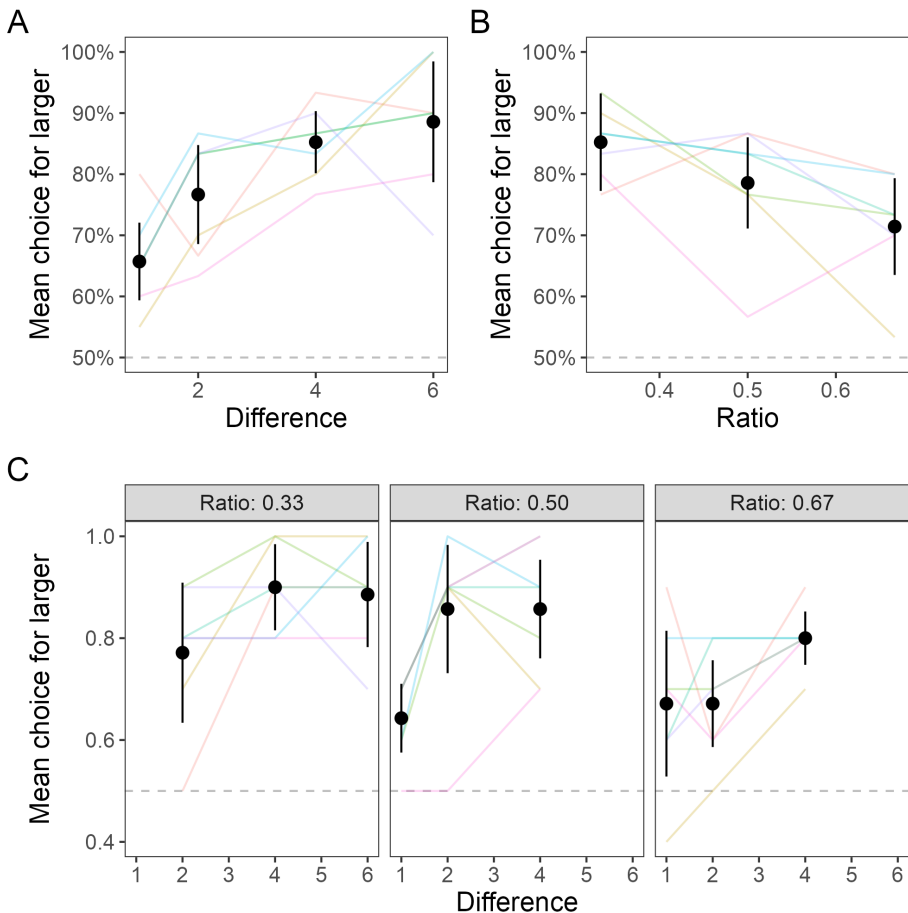 A
B
100%
90%
80%
70%
60%
50%
Mean choice for larger
2
4
6
Difference
100%
90%
80%
70%
60%
50%
Mean choice for larger
0.4
0.5
0.6
Ratio
C
Ratio: 0.33
Ratio: 0.50
Ratio: 0.67
1.0
0.8
0.6
0.4
Mean choice for larger
1 2 3 4 5 6
1 2 3 4 5 6
1 2 3 4 5 6
Difference